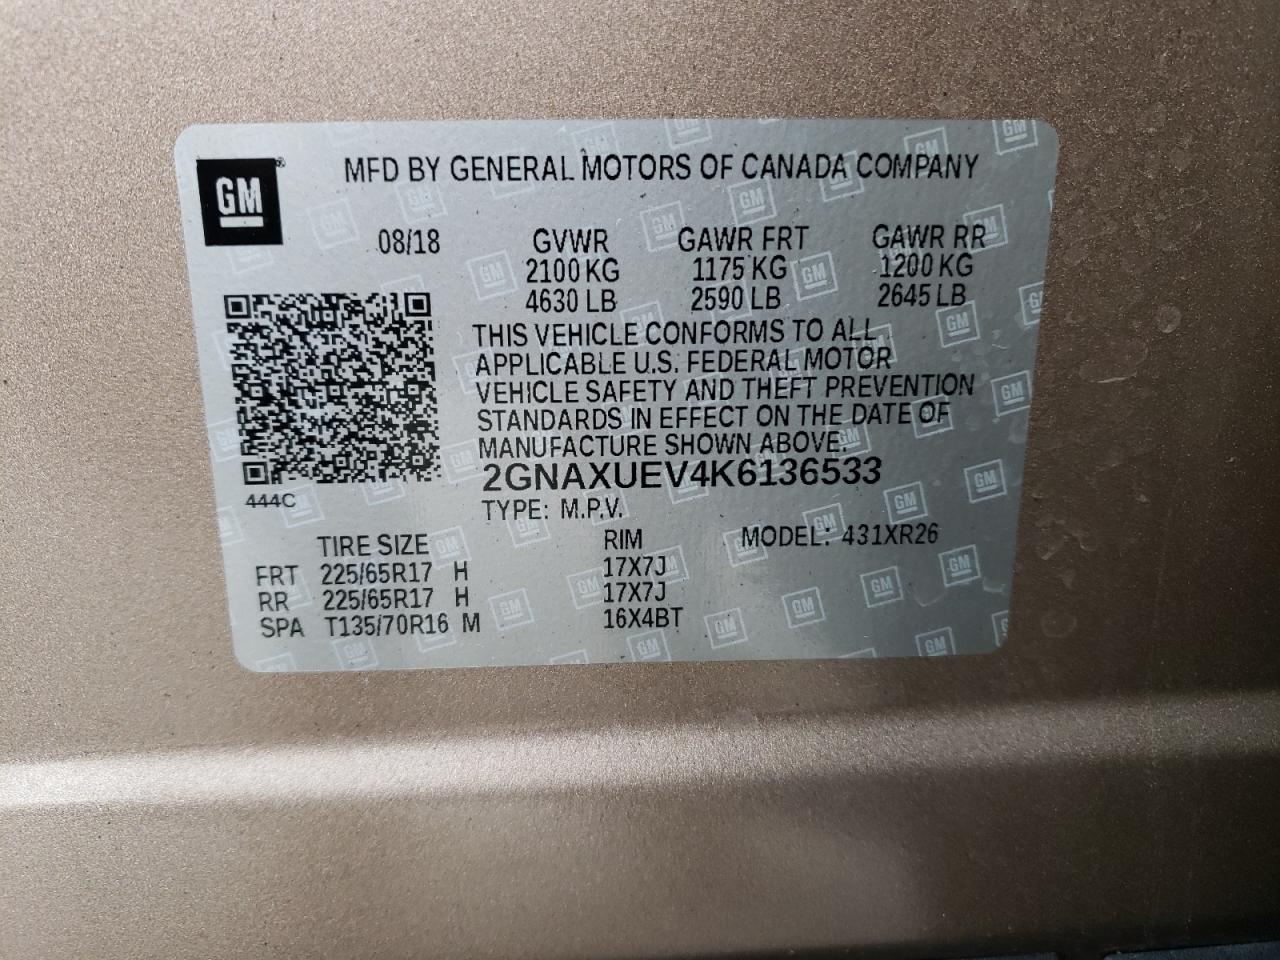 GM
MFD BY GENERAL MOTORS OF CANADA COMPANY
08/18 GVWR GAWR FRT GAWR RR
2100 KG 1175 KG 1200 KG
4630 LB 2590 LB 2645 LB
THIS VEHICLE CONFORMS TO ALL
APPLICABLE U.S. FEDERAL MOTOR
VEHICLE SAFETY AND THEFT PREVENTION
STANDARDS IN EFFECT ON THE DATE OF
MANUFACTURE SHOWN ABOVE.
2GNAXUEV4K6136533
444C
TYPE: M.P.V.
TIRE SIZE RIM MODEL: 431XR26
FRT 225/65R17 H 17X7J
RR 225/65R17 H 17X7J
SPA T135/70R16 M 16X4BT